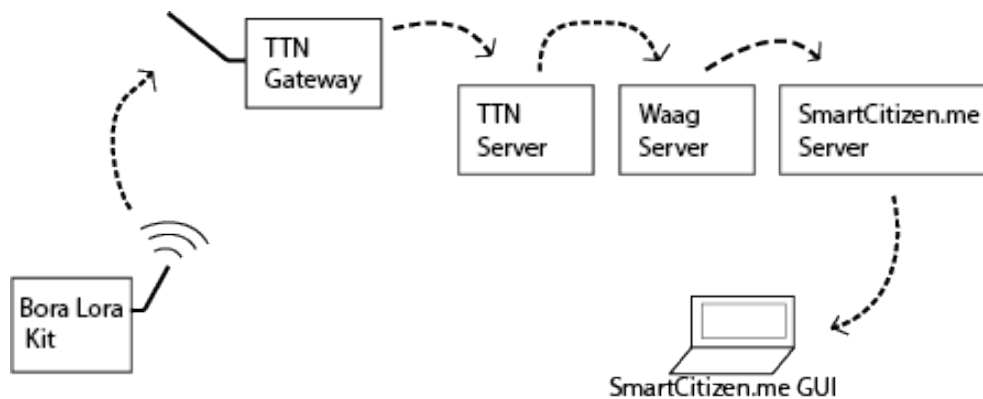 TTN
Gateway
TTN
Server
Waag
Server
SmartCitizen.me
Server
Bora Lora
Kit
SmartCitizen.me GUI